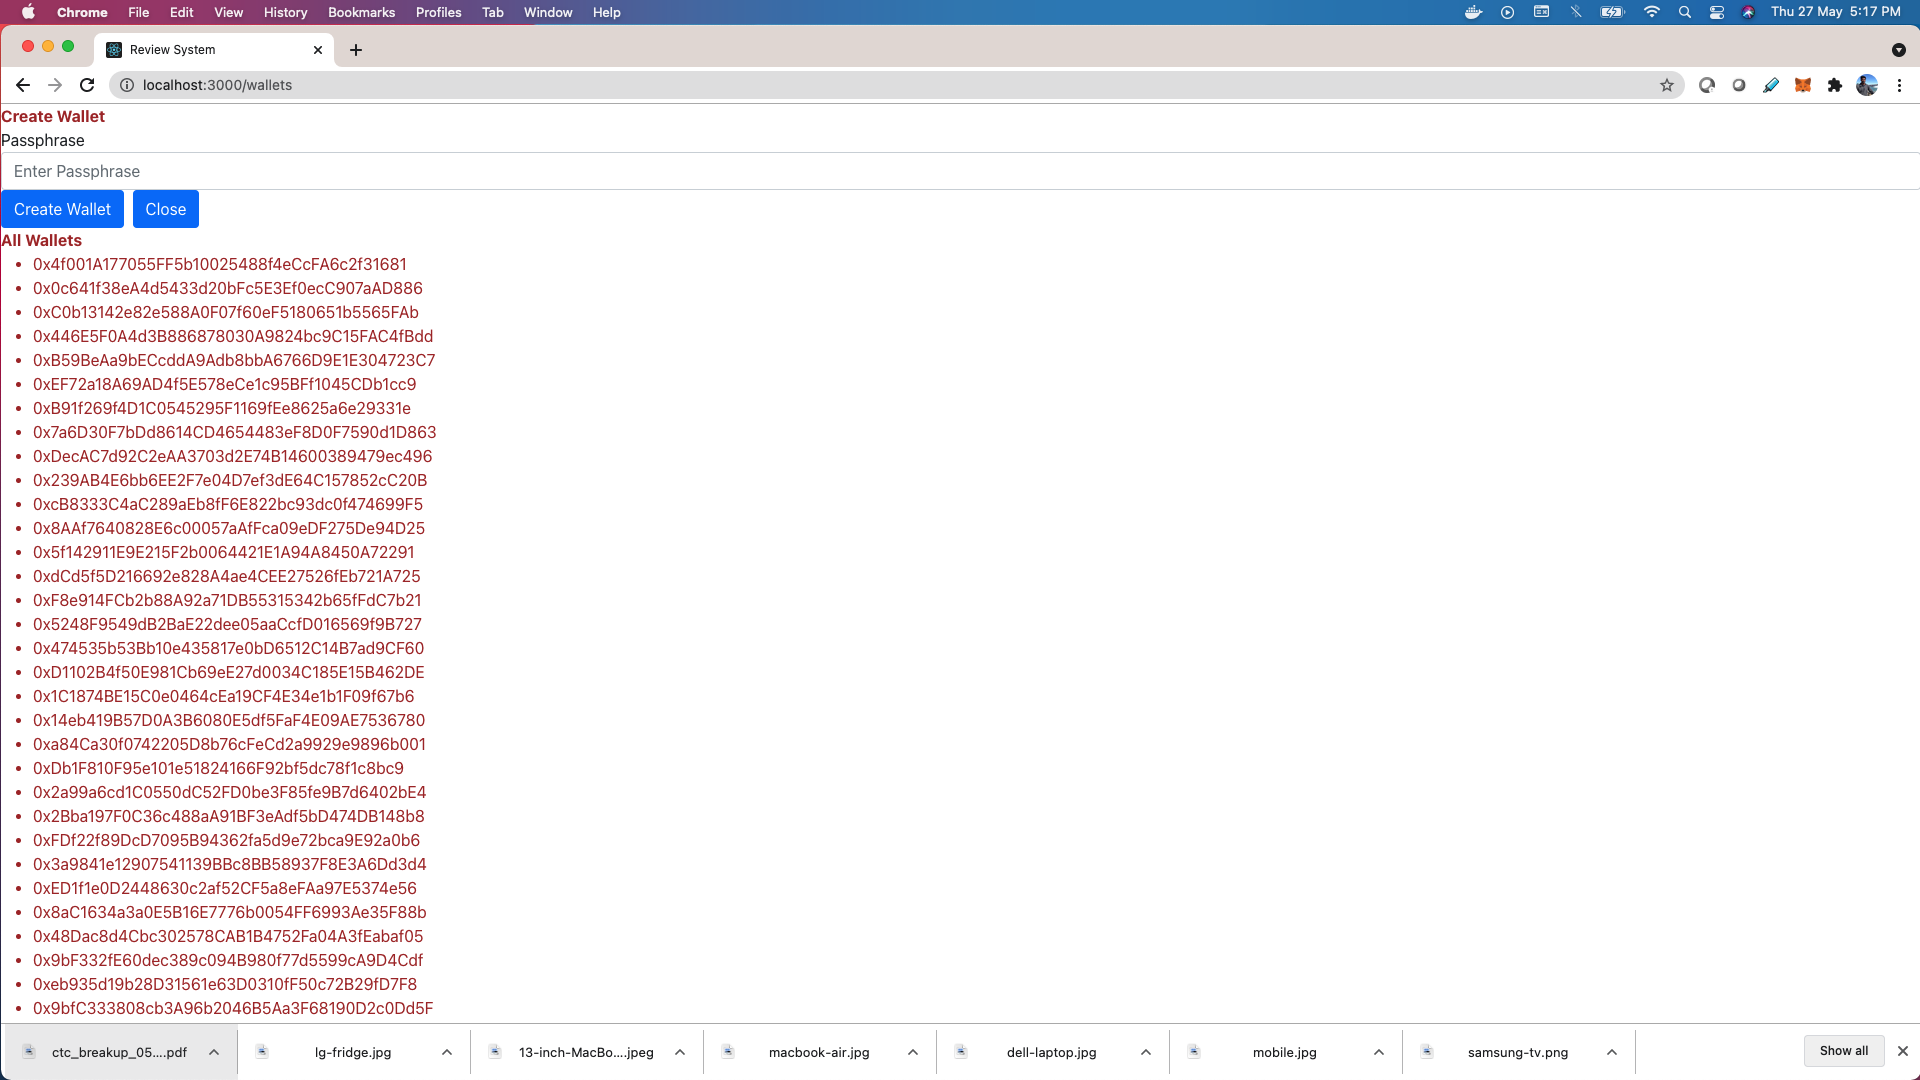 Chrome File Edit View History Bookmarks Profiles Tab Window Help Thu 27 May 5:17 PM
Review System
localhost:3000/wallets
Create Wallet
Passphrase
Enter Passphrase
Create Wallet Close
All Wallets
0x4f001A177055FF5b10025488f4eCcFA6c2f31681
0x0c641f38eA4d5433d20bFc5E3Ef0ecC907aAD886
0xC0b13142e82e588A0F07f60eF5180651b5565FAb
0x446E5F0A4d3B886878030A9824bc9C15FAC4fBdd
0xB59BeAa9bECcddA9Adb8bbA6766D9E1E304723C7
0xEF72a18A69AD4f5E578eCe1c95BFf1045CDb1cc9
0xB91f269f4D1C0545295F1169fEe8625a6e29331e
0x7a6D30F7bDd8614CD4654483eF8D0F7590d1D863
0xDecAC7d92C2eAA3703d2E74B14600389479ec496
0x239AB4E6bb6EE2F7e04D7ef3dE64C157852cC20B
0xcB8333C4aC289aEb8fF6E822bc93dc0f474699F5
0x8AAf7640828E6c00057aAfFca09eDF275De94D25
0x5f142911E9E215F2b0064421E1A94A8450A72291
0xdCd5f5D216692e828A4ae4CEE27526fEb721A725
0xF8e914FCb2b88A92a71DB55315342b65fFdC7b21
0x5248F9549dB2BaE22dee05aaCcfD016569f9B727
0x474535b53Bb10e435817e0bD6512C14B7ad9CF60
0xD1102B4f50E981Cb69eE27d0034C185E15B462DE
0x1C1874BE15C0e0464cEa19CF4E34e1b1F09f67b6
0x14eb419B57D0A3B6080E5df5FaF4E09AE7536780
0xa84Ca30f0742205D8b76cFeCd2a9929e9896b001
0xDb1F810F95e101e51824166F92bf5dc78f1c8bc9
0x2a99a6cd1C0550dC52FD0be3F85fe9B7d6402bE4
0x2Bba197F0C36c488aA91BF3eAdf5bD474DB148b8
0xFDf22f89DcD7095B94362fa5d9e72bca9E92a0b6
0x3a9841e12907541139BBc8BB58937F8E3A6Dd3d4
0xED1f1e0D2448630c2af52CF5a8eFAa97E5374e56
0x8aC1634a3a0E5B16E7776b0054FF6993Ae35F88b
0x48Dac8d4Cbc302578CAB1B4752Fa04A3fEabaf05
0x9bF332fE60dec389c094B980f77d5599cA9D4Cdf
0xeb935d19b28D31561e63D0310fF50c72B29fD7F8
0x9bfC333808cb3A96b2046B5Aa3F68190D2c0Dd5F
ctc_breakup_05....pdf lg-fridge.jpg 13-inch-MacBo....jpeg macbook-air.jpg dell-laptop.jpg mobile.jpg samsung-tv.png Show all